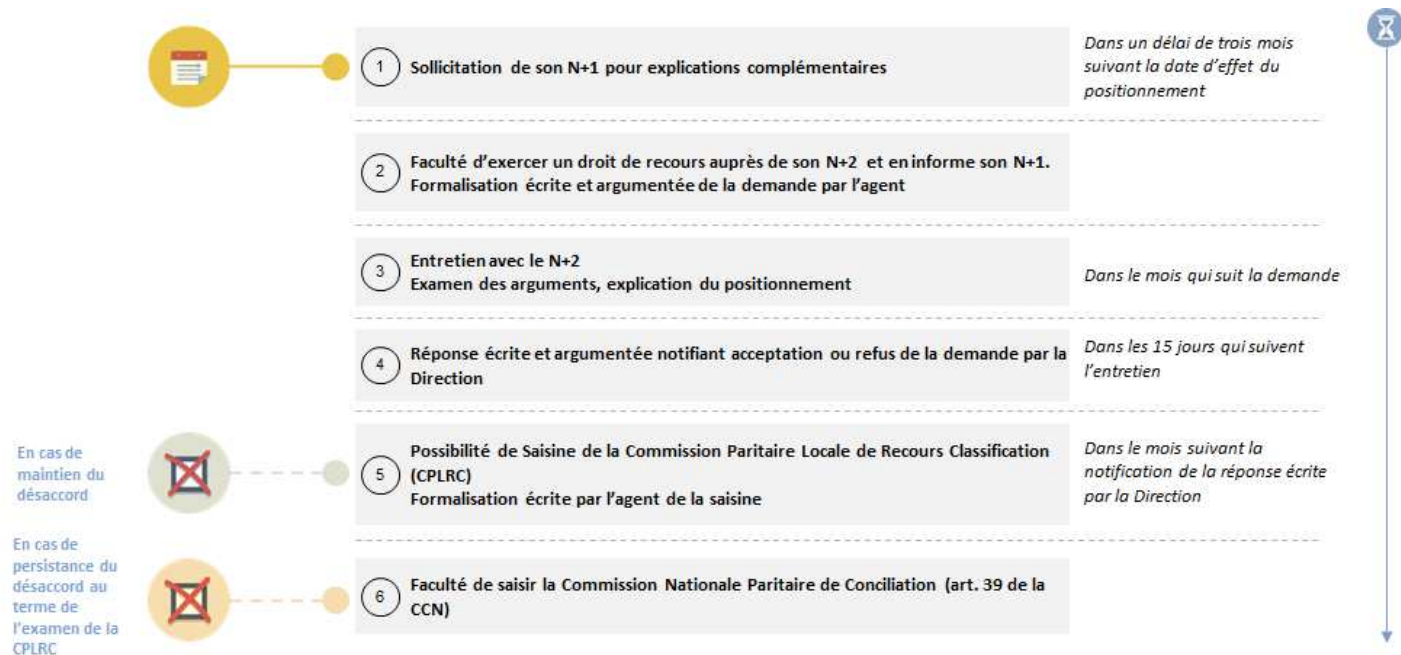 1
Sollicitation de son N+1 pour explications complémentaires
Dans un délai de trois mois
suivant la date d'effet du
positionnement
2
Faculté d'exercer un droit de recours auprès de son N+2 et en informe son N+1.
Formalisation écrite et argumentée de la demande par l'agent
3
Entretien avec le N+2
Examen des arguments, explication du positionnement
Dans le mois qui suit la demande
4
Réponse écrite et argumentée notifiant acceptation ou refus de la demande par la
Direction
Dans les 15 jours qui suivent
l'entretien
En cas de
maintien du
désaccord
5
Possibilité de Saisine de la Commission Paritaire Locale de Recours Classification
(CPLRC)
Formalisation écrite par l'agent de la saisine
Dans le mois suivant la
notification de la réponse écrite
par la Direction
En cas de
persistance du
désaccord au
terme de
l'examen de la
CPLRC
6
Faculté de saisir la Commission Nationale Paritaire de Conciliation (art. 39 de la
CCN)